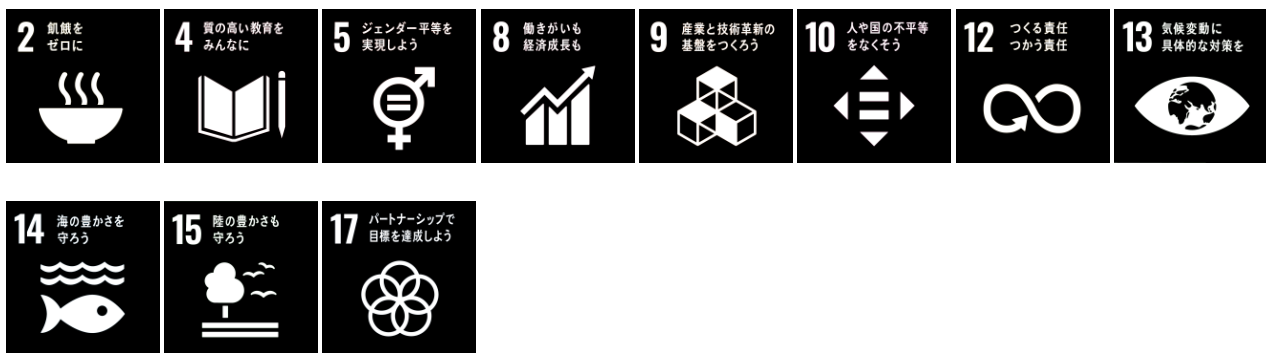 2 飢餓を
ゼロに
4 質の高い教育を
みんなに
5 ジェンダー平等を
実現しよう
8 働きがいも
経済成長も
9 産業と技術革新の
基盤をつくろう
10 人や国の不平等
をなくそう
12 つくる責任
つかう責任
13 気候変動に
具体的な対策を
14 海の豊かさを
守ろう
15 陸の豊かさも
守ろう
17 パートナーシップで
目標を達成しよう